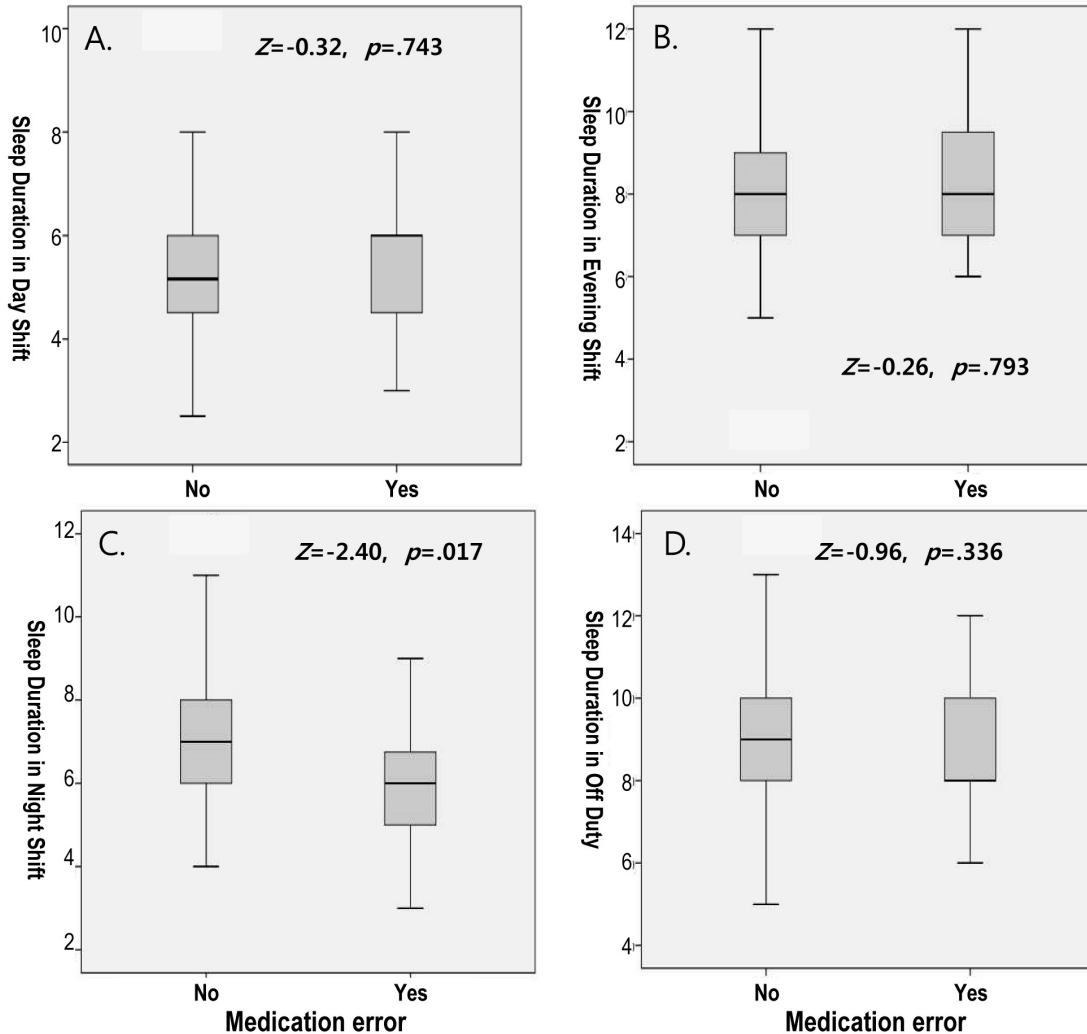 A.
Z=-0.32, p=.743
Sleep Duration in Day Shift
10
8
6
4
2
No Yes
B.
Z=-0.26, p=.793
Sleep Duration in Evening Shift
12
10
8
6
4
2
No Yes
C.
Z=-2.40, p=.017
Sleep Duration in Night Shift
12
10
8
6
4
2
No Yes
Medication error
D.
Z=-0.96, p=.336
Sleep Duration in Off Duty
14
12
10
8
6
4
No Yes
Medication error